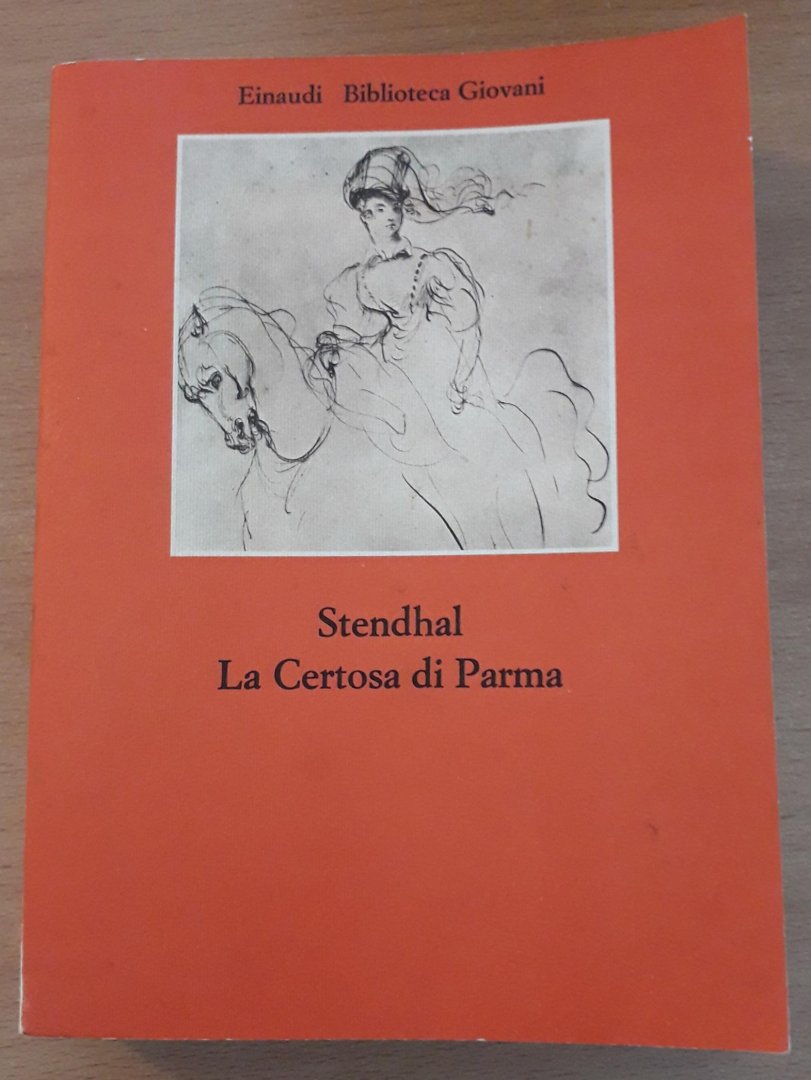 Einaudi Biblioteca Giovani
Stendhal
La Certosa di Parma